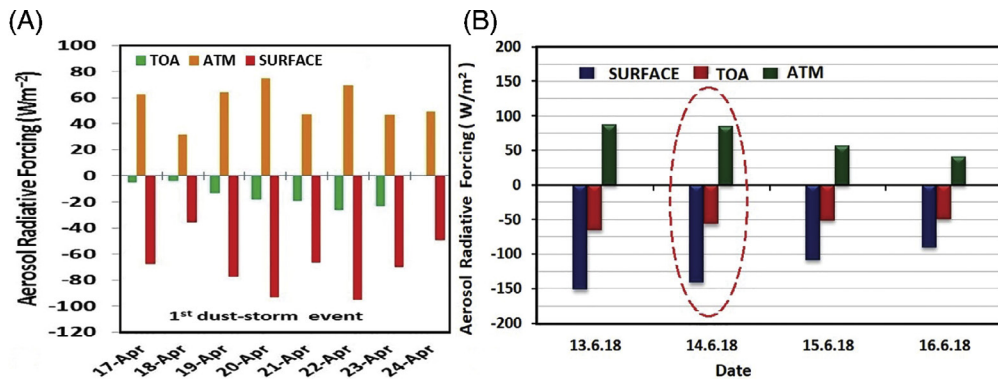 (A)
Aerosol Radiative Forcing (Wm⁻²)
100
80
60
40
20
0
-20
-40
-60
-80
-100
-120
TOA ATM SURFACE
1st dust-storm event
17-Apr 18-Apr 19-Apr 20-Apr 21-Apr 22-Apr 23-Apr 24-Apr
(B)
Aerosol Radiative Forcing ( W/m²)
200
150
100
50
0
-50
-100
-150
-200
SURFACE TOA ATM
13.6.18 14.6.18 15.6.18 16.6.18
Date